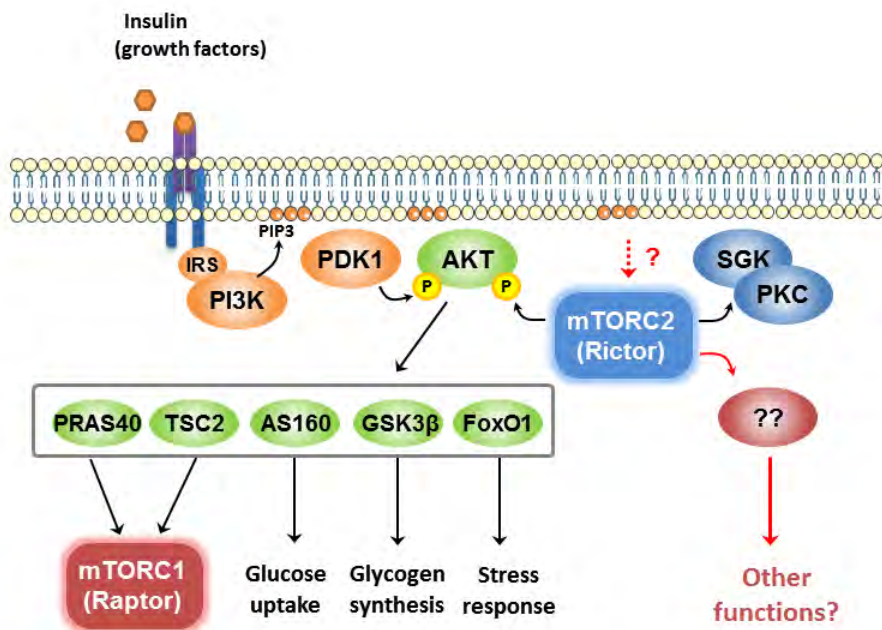 Insulin
(growth factors)
PIP3
IRS
PI3K
PDK1
AKT
P
P
?
SGK
PKC
mTORC2
(Rictor)
??
PRAS40
TSC2
AS160
GSK3β
FoxO1
mTORC1
(Raptor)
Glucose
uptake
Glycogen
synthesis
Stress
response
Other
functions?